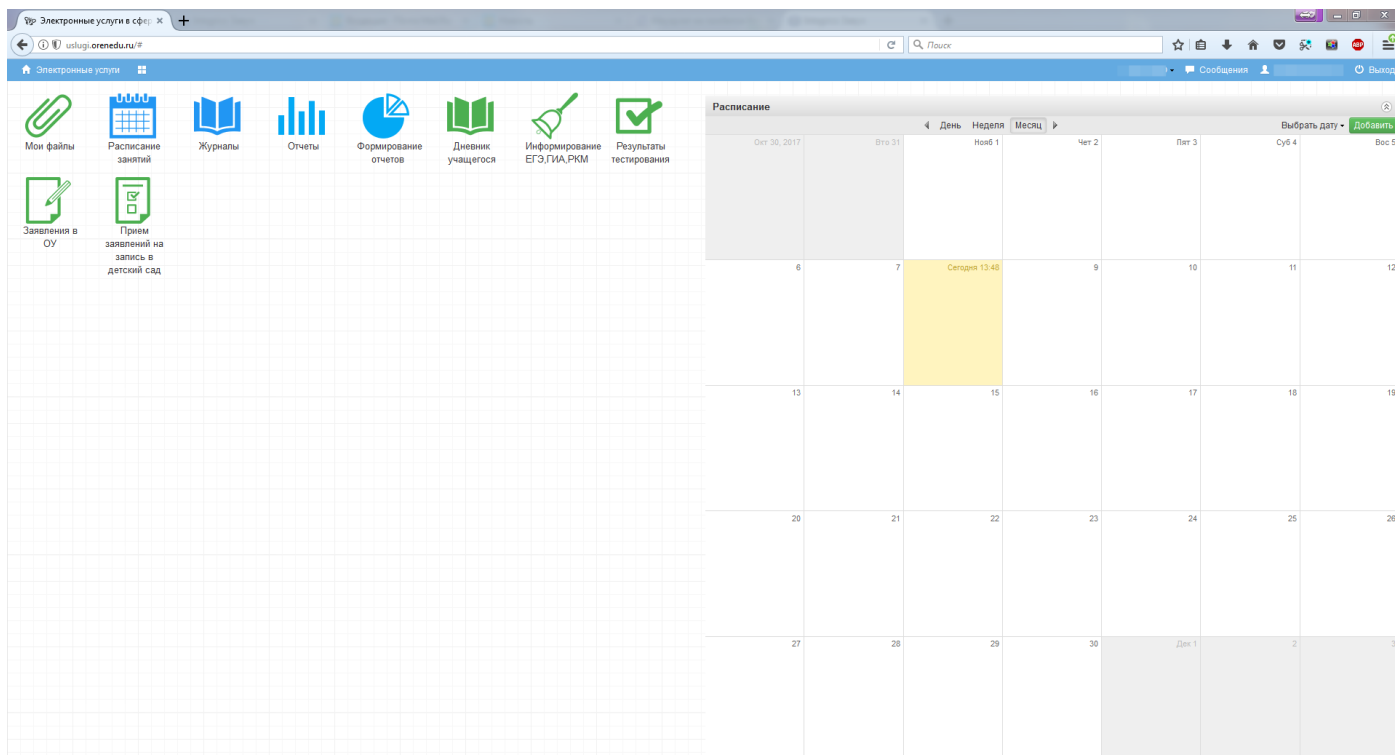 Электронные услуги в сфер
uslugi.orenedu.ru/#
Поиск
ABP
Электронные услуги
Сообщения
Выход
Мои файлы
Расписание
занятий
Журналы
Отчеты
Формирование
отчетов
Дневник
учащегося
Информирование
ЕГЭ,ГИА,РКМ
Результаты
тестирования
Заявления в
ОУ
Прием
заявлений на
запись в
детский сад
Расписание
День Неделя Месяц Выбрать дату Добавить
Окт 30, 2017 Вто 31 Нояб 1 Чет 2 Пят 3 Суб 4 Вос 5
6 7 Сегодня 13:48 9 10 11 12
13 14 15 16 17 18 19
20 21 22 23 24 25 26
27 28 29 30 Дек 1 2 3